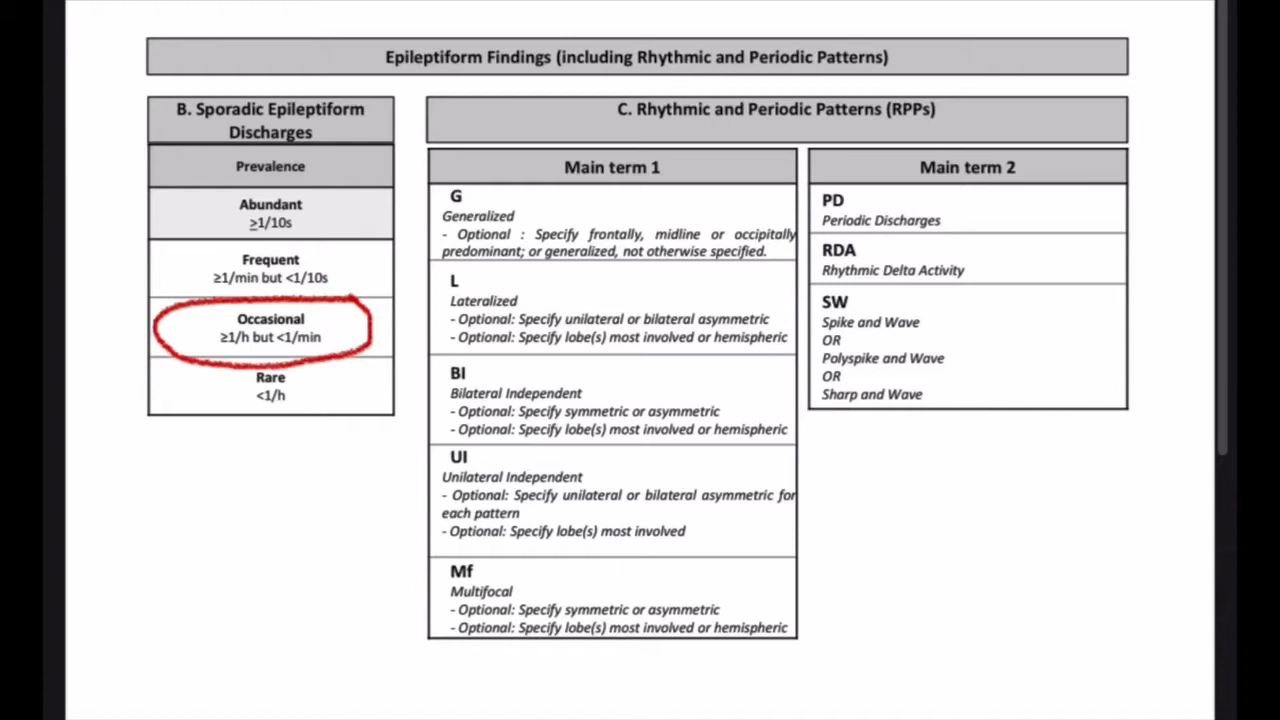 Epileptiform Findings (including Rhythmic and Periodic Patterns)
B. Sporadic Epileptiform
Discharges
Prevalence
Abundant
≥1/10s
Frequent
≥1/min but <1/10s
Occasional
≥1/h but <1/min
Rare
<1/h
C. Rhythmic and Periodic Patterns (RPPs)
Main term 1
G
Generalized
- Optional : Specify frontally, midline or occipitally
predominant; or generalized, not otherwise specified.
L
Lateralized
- Optional: Specify unilateral or bilateral asymmetric
- Optional: Specify lobe(s) most involved or hemispheric
BI
Bilateral Independent
- Optional: Specify symmetric or asymmetric
- Optional: Specify lobe(s) most involved or hemispheric
UI
Unilateral Independent
- Optional: Specify unilateral or bilateral asymmetric for
each pattern
- Optional: Specify lobe(s) most involved
Mf
Multifocal
- Optional: Specify symmetric or asymmetric
- Optional: Specify lobe(s) most involved or hemispheric
Main term 2
PD
Periodic Discharges
RDA
Rhythmic Delta Activity
SW
Spike and Wave
OR
Polyspike and Wave
OR
Sharp and Wave